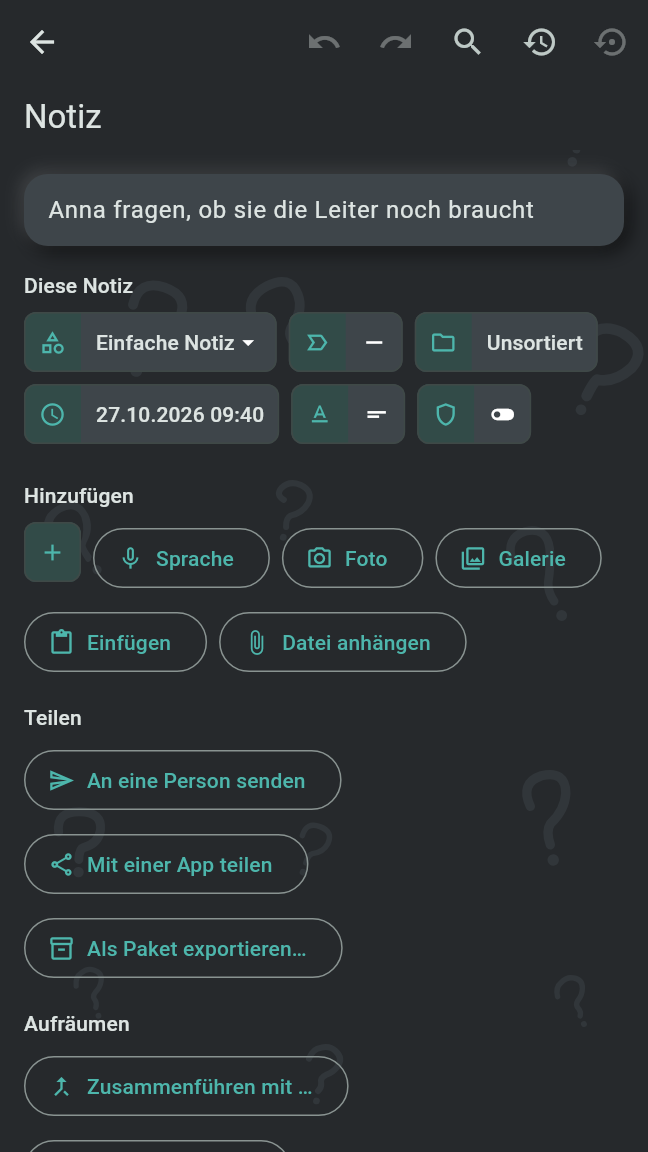 Notiz
Anna fragen, ob sie die Leiter noch braucht
Diese Notiz
Einfache Notiz
Unsortiert
27.10.2026 09:40
Hinzufügen
Sprache
Foto
Galerie
Einfügen
Datei anhängen
Teilen
An eine Person senden
Mit einer App teilen
Als Paket exportieren…
Aufräumen
Zusammenführen mit …